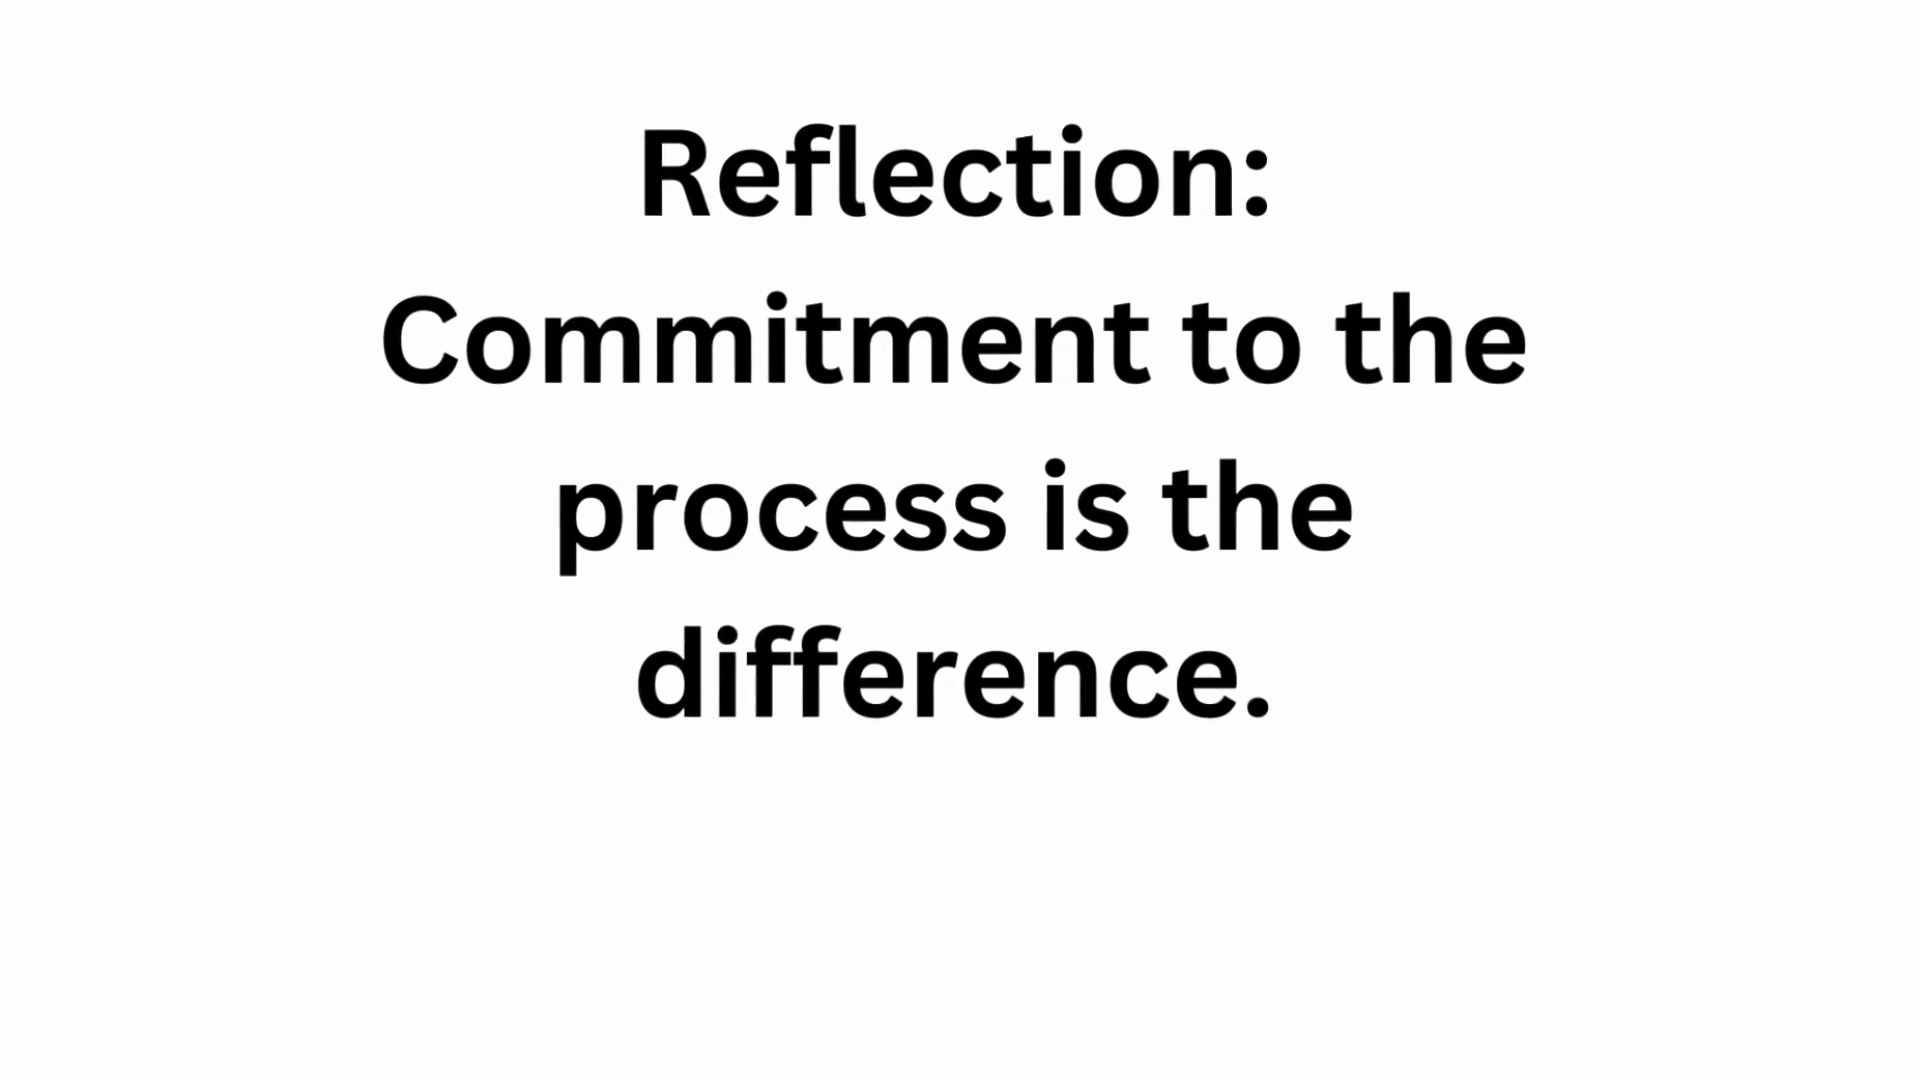 Reflection:
Commitment to the
process is the
difference.